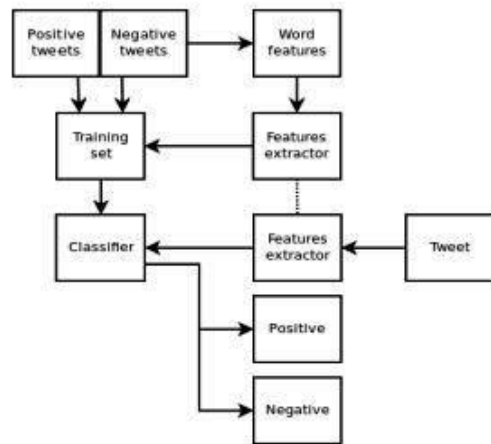 Positive
tweets
Negative
tweets
Word
features
Training
set
Features
extractor
Classifier
Features
extractor
Tweet
Positive
Negative